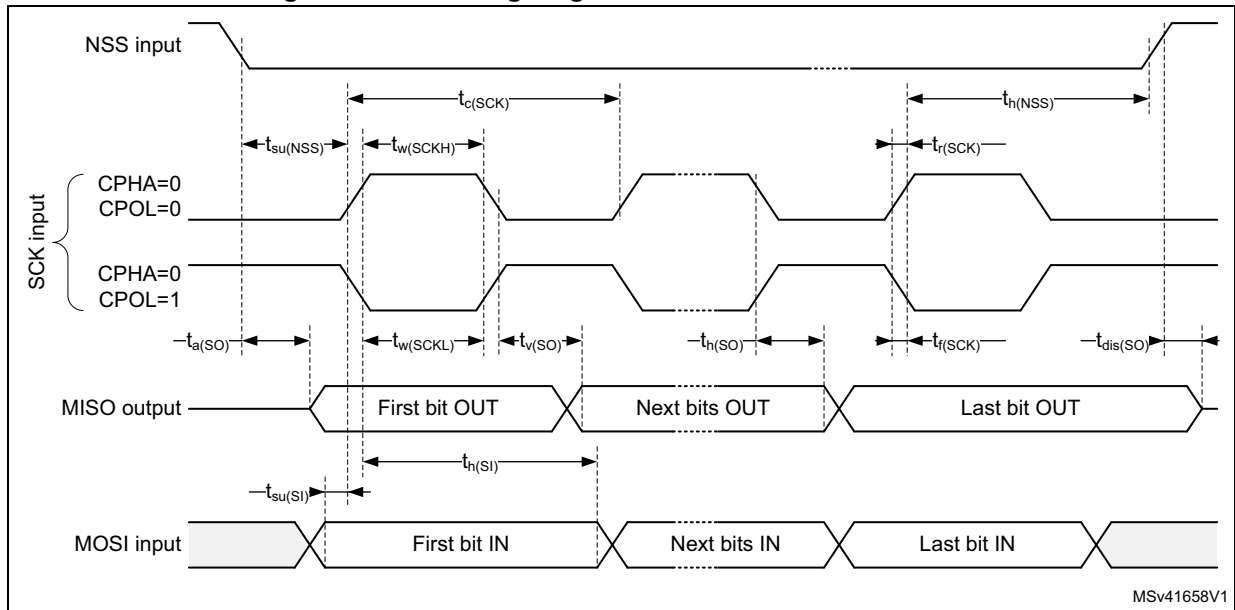 NSS input
tc(SCK)
th(NSS)
tsu(NSS)
tw(SCKH)
tr(SCK)
CPHA=0
CPOL=0
SCK input
CPHA=0
CPOL=1
ta(SO)
tw(SCKL)
tv(SO)
th(SO)
tf(SCK)
tdis(SO)
MISO output
First bit OUT
Next bits OUT
Last bit OUT
th(SI)
tsu(SI)
MOSI input
First bit IN
Next bits IN
Last bit IN
MSv41658V1